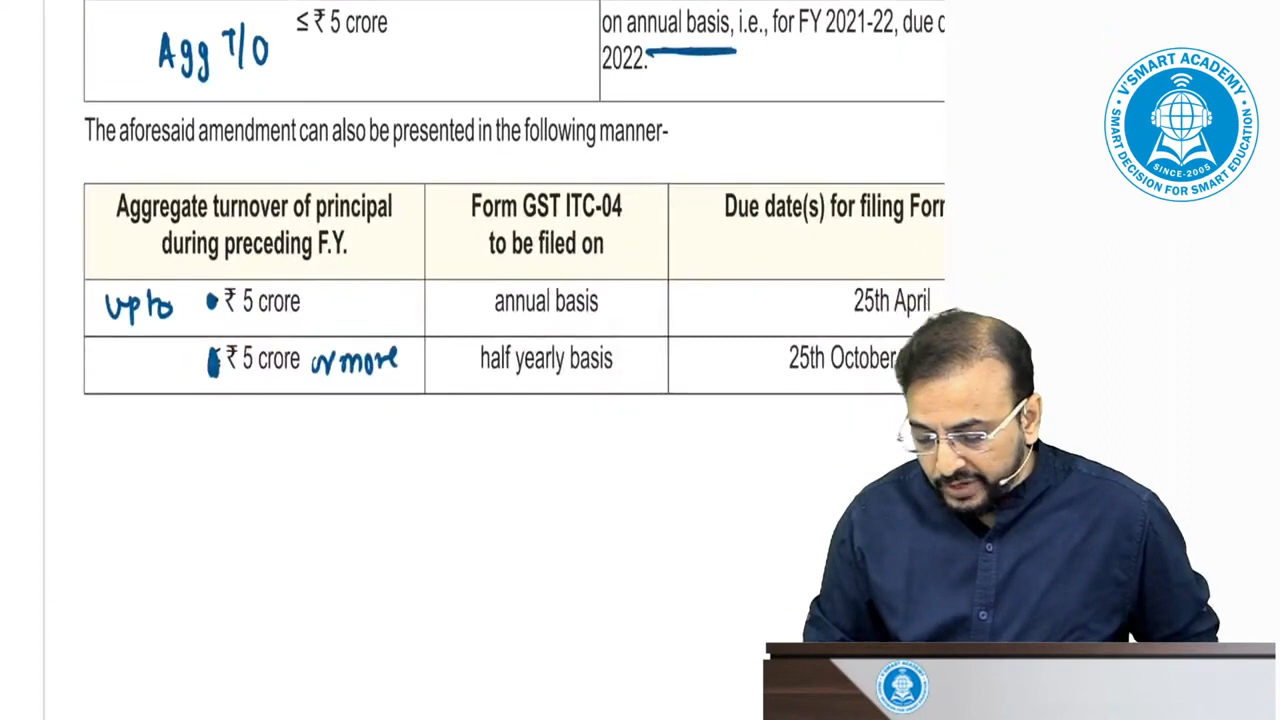 ≤ ₹ 5 crore
Agg T/O
on annual basis, i.e., for FY 2021-22, due
2022.
The aforesaid amendment can also be presented in the following manner-
Aggregate turnover of principal
during preceding F.Y.
Form GST ITC-04
to be filed on
Due date(s) for filing
upto ₹ 5 crore
annual basis
25th April
₹ 5 crore or more
half yearly basis
25th October
V'SMART ACADEMY
SINCE-2005
SMART DECISION FOR SMART EDUCATION